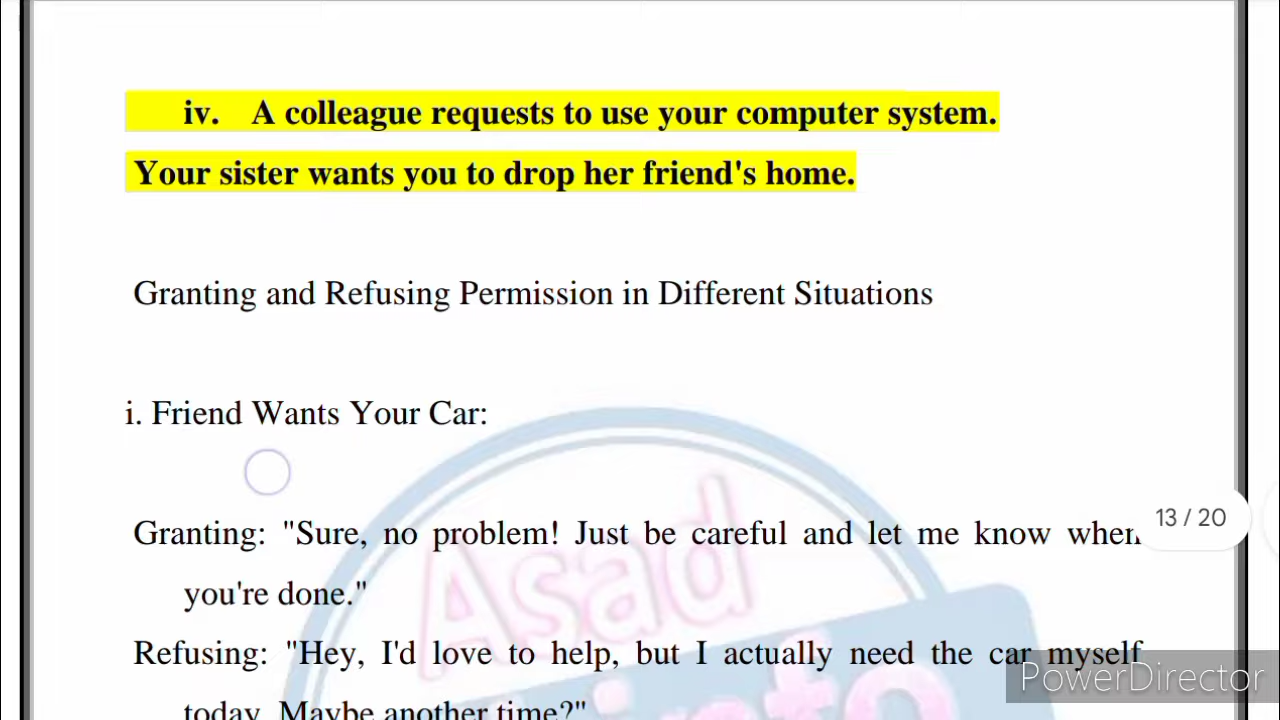 iv. A colleague requests to use your computer system.
Your sister wants you to drop her friend's home.
Granting and Refusing Permission in Different Situations
i. Friend Wants Your Car:
Granting: "Sure, no problem! Just be careful and let me know when
you're done."
13 / 20
Refusing: "Hey, I'd love to help, but I actually need the car myself
today. Maybe another time?"
Asad
PowerDirector